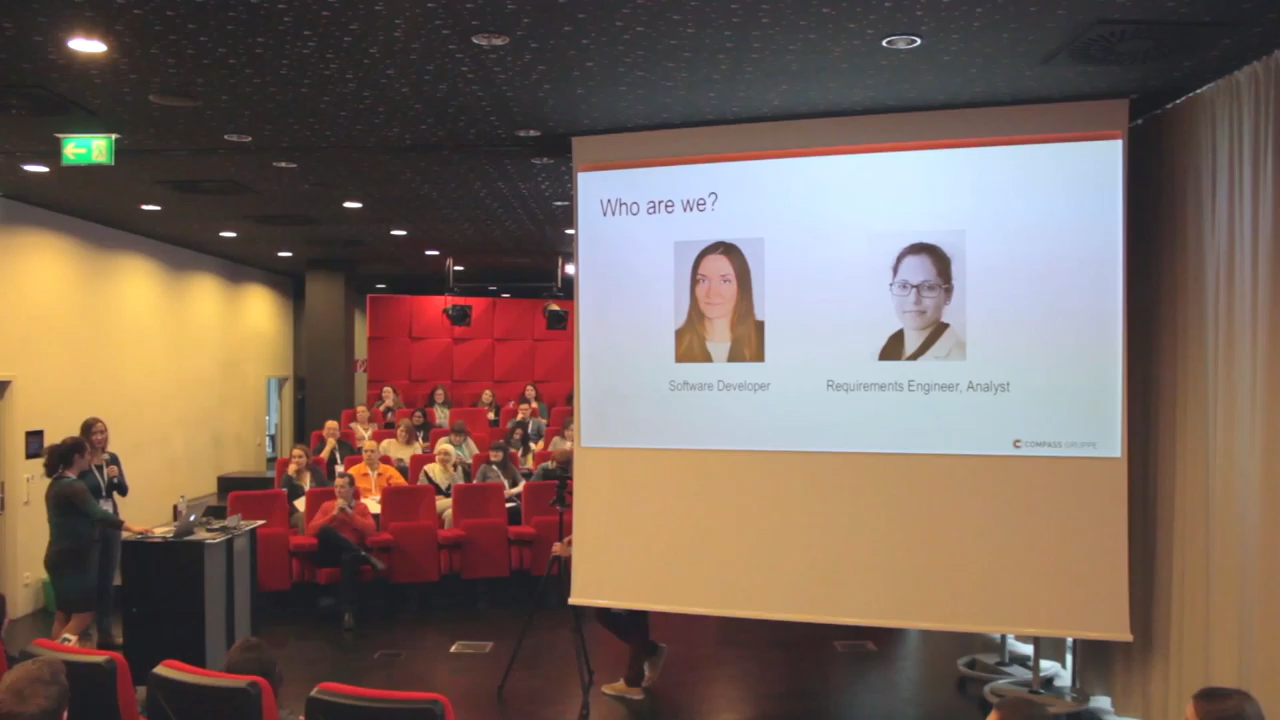 Who are we?
Software Developer
Requirements Engineer, Analyst
COMPASS GRUPPE